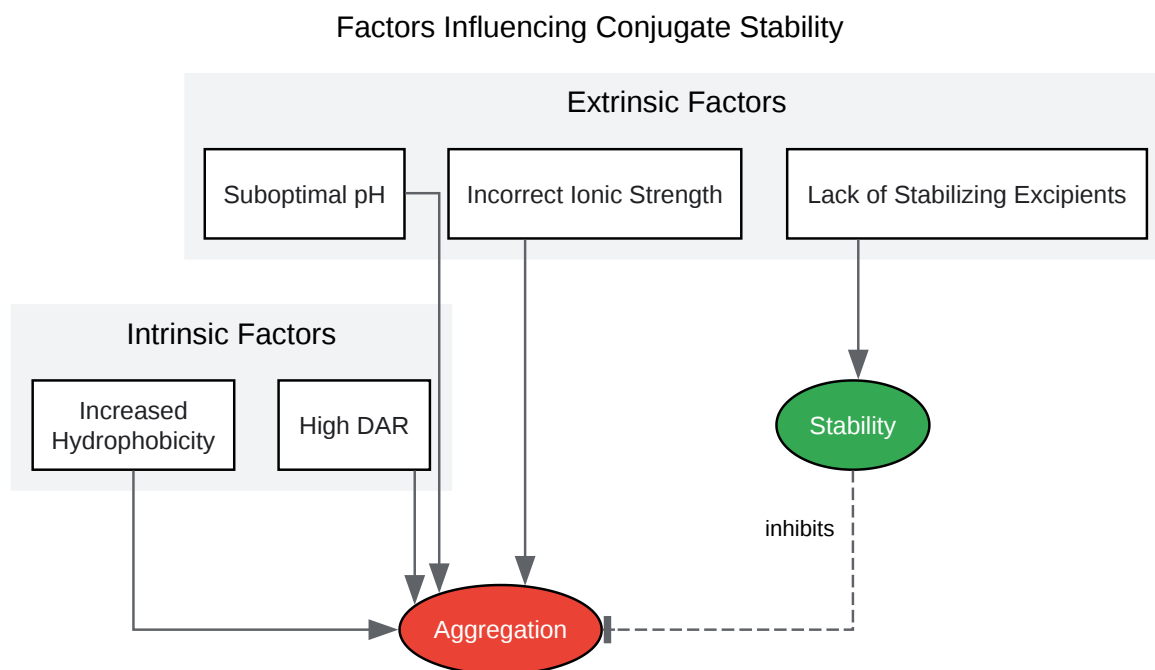 Factors Influencing Conjugate Stability
Extrinsic Factors
Suboptimal pH
Incorrect Ionic Strength
Lack of Stabilizing Excipients
Intrinsic Factors
Increased
Hydrophobicity
High DAR
Stability
inhibits
Aggregation